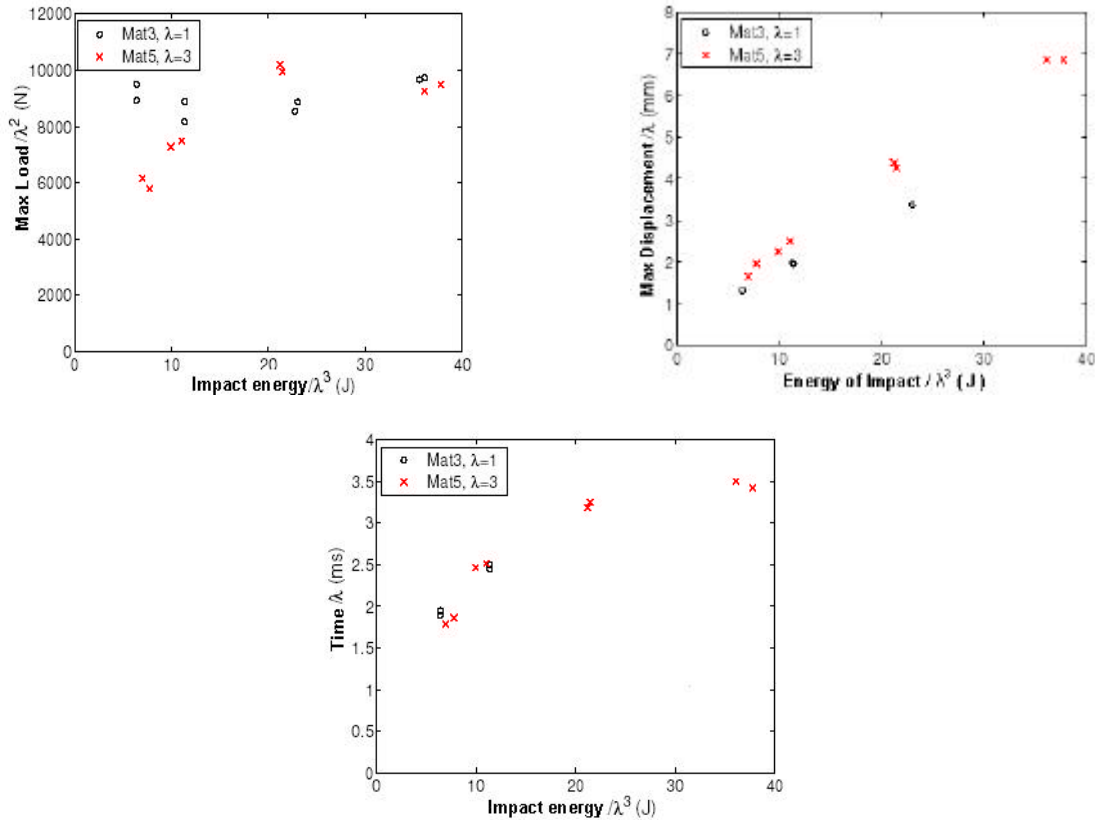 12000
10000
8000
6000
4000
2000
0
0 10 20 30 40
Max Load /λ² (N)
Impact energy/λ³ (J)
Mat3, λ=1
Mat5, λ=3
8
7
6
5
4
3
2
1
0
0 10 20 30 40
Max Displacement /λ (mm)
Energy of Impact / λ³ ( J )
Mat3, λ=1
Mat5, λ=3
4
3.5
3
2.5
2
1.5
1
0.5
0
0 10 20 30 40
Time /λ (ms)
Impact energy /λ³ (J)
Mat3, λ=1
Mat5, λ=3